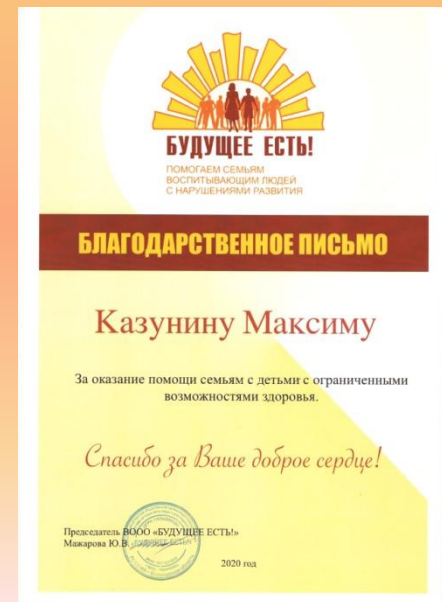 БУДУЩЕЕ ЕСТЬ!
ПОМОГАЕМ СЕМЬЯМ
ВОСПИТЫВАЮЩИМ ЛЮДЕЙ
С НАРУШЕНИЯМИ РАЗВИТИЯ
БЛАГОДАРСТВЕННОЕ ПИСЬМО
Казунину Максиму
За оказание помощи семьям с детьми с ограниченными
возможностями здоровья.
Спасибо за Ваше доброе сердце!
Председатель ВООО «БУДУЩЕЕ ЕСТЬ!»
Мажарова Ю.В.
2020 год